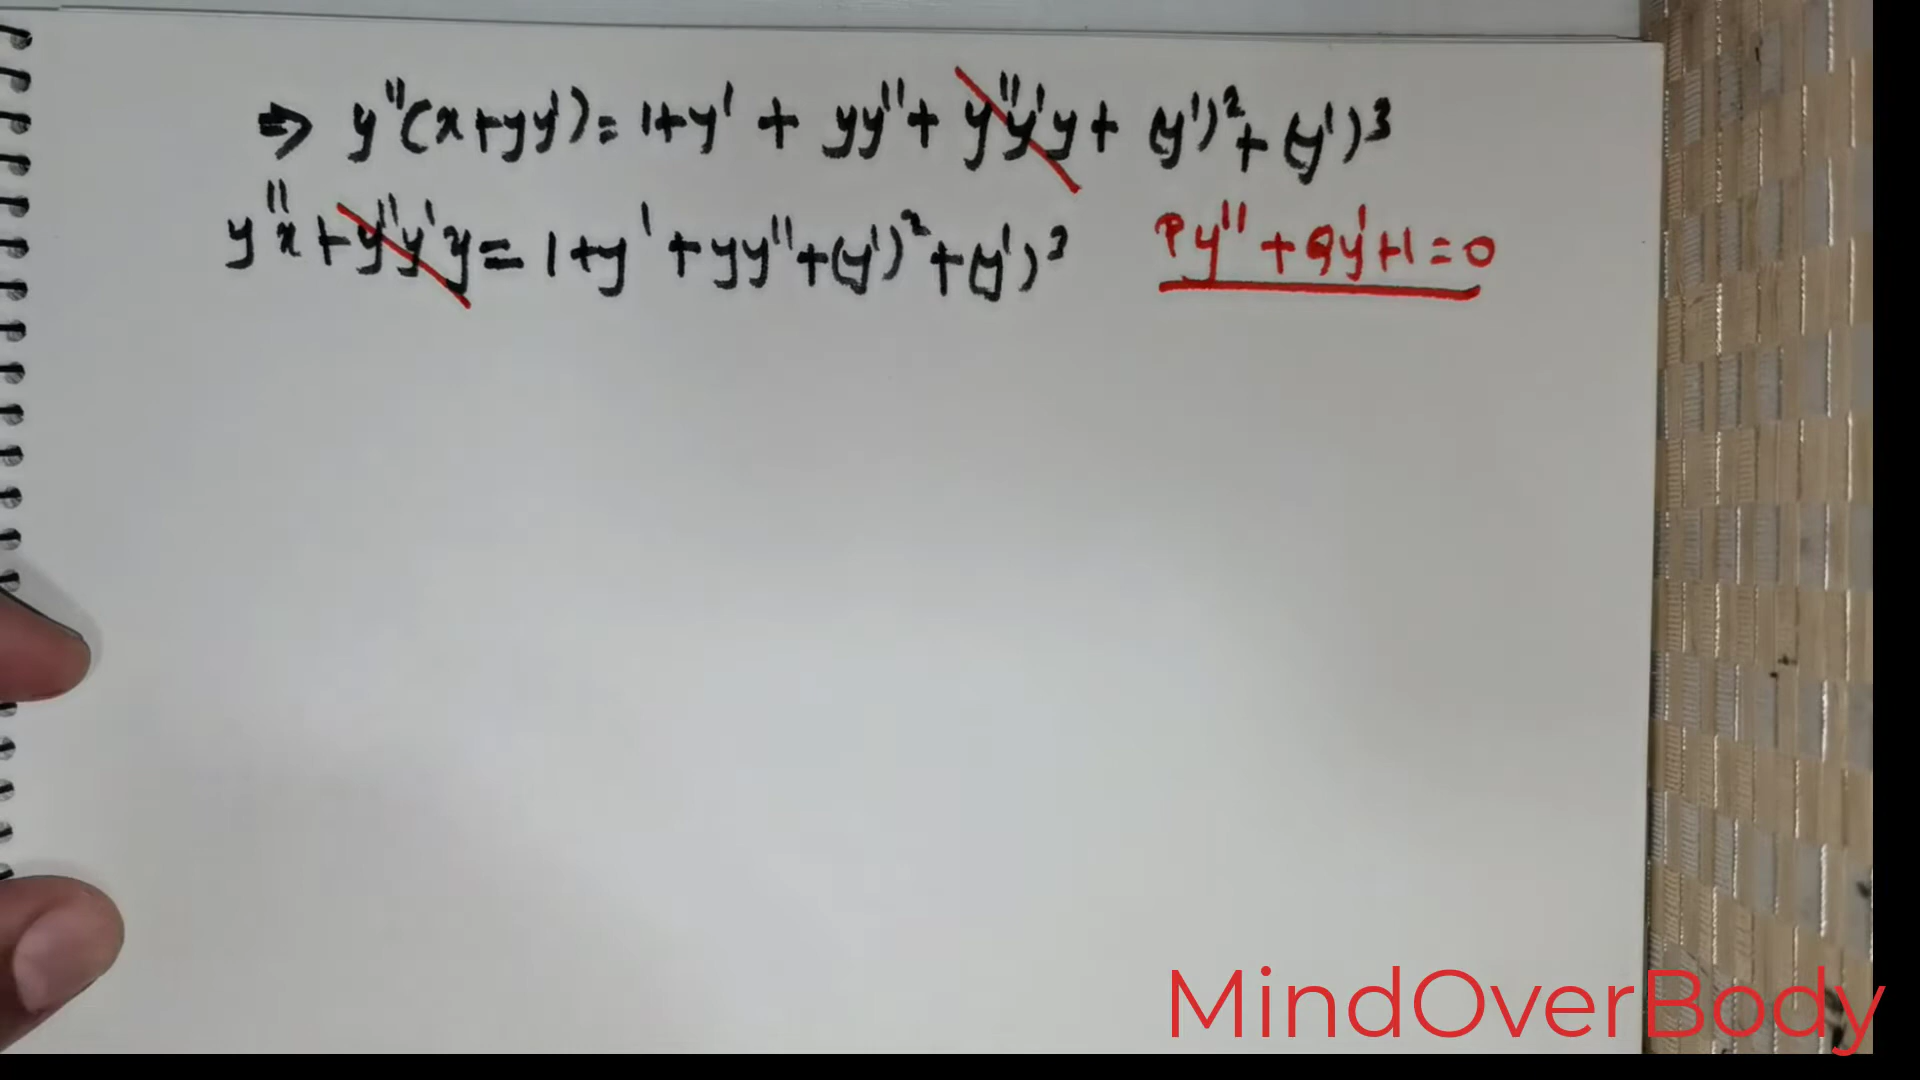 ⇒ y''(x+yy') = 1+y' + yy'' + y''y'y + (y')² + (y')³
y''x + y''y'y = 1+y' + yy'' + (y')² + (y')³ Py'' + Qy' + 1 = 0
MindOverBody